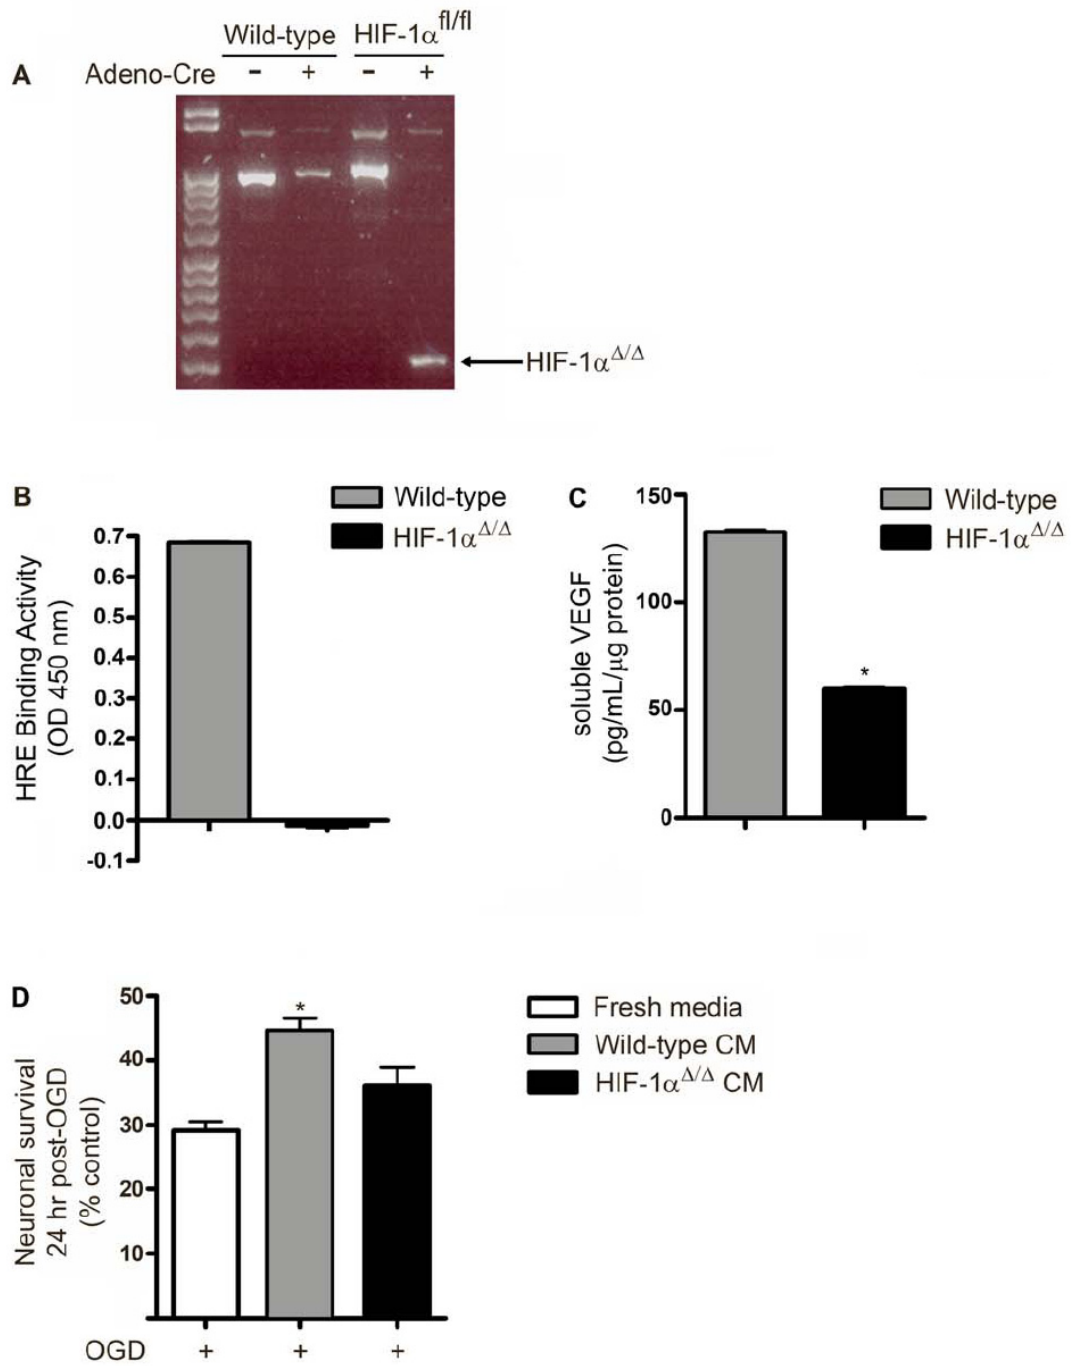 Wild-type HIF-1α^fl/fl
A Adeno-Cre - + - +
HIF-1α^Δ/Δ
B
Wild-type
HIF-1α^Δ/Δ
HRE Binding Activity
(OD 450 nm)
0.7
0.6
0.5
0.4
0.3
0.2
0.1
0.0
-0.1
C
Wild-type
HIF-1α^Δ/Δ
soluble VEGF
(pg/mL/μg protein)
150
100
50
0
*
D
Neuronal survival
24 hr post-OGD
(% control)
50
40
30
20
10
*
Fresh media
Wild-type CM
HIF-1α^Δ/Δ CM
OGD + + +